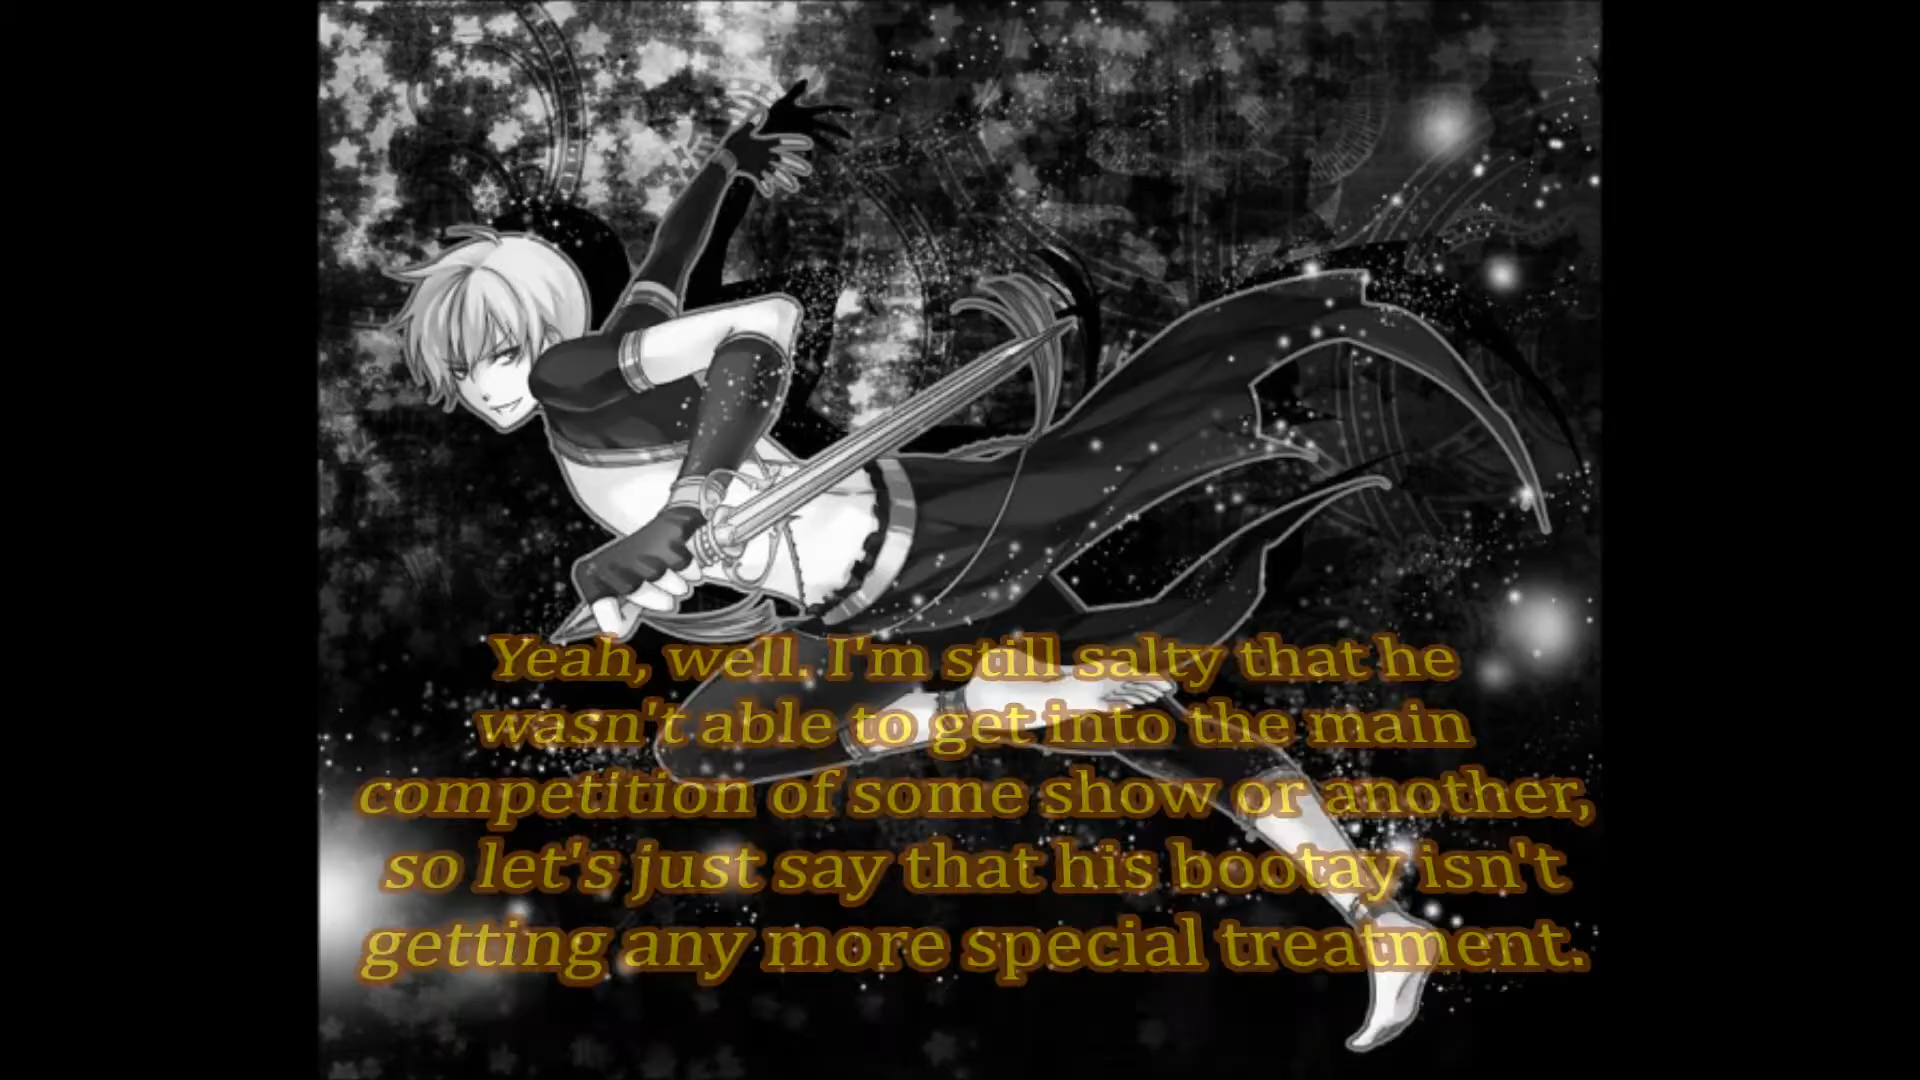 Yeah, well. I'm still salty that he
wasn't able to get into the main
competition of some show or another,
so let's just say that his bootay isn't
getting any more special treatment.